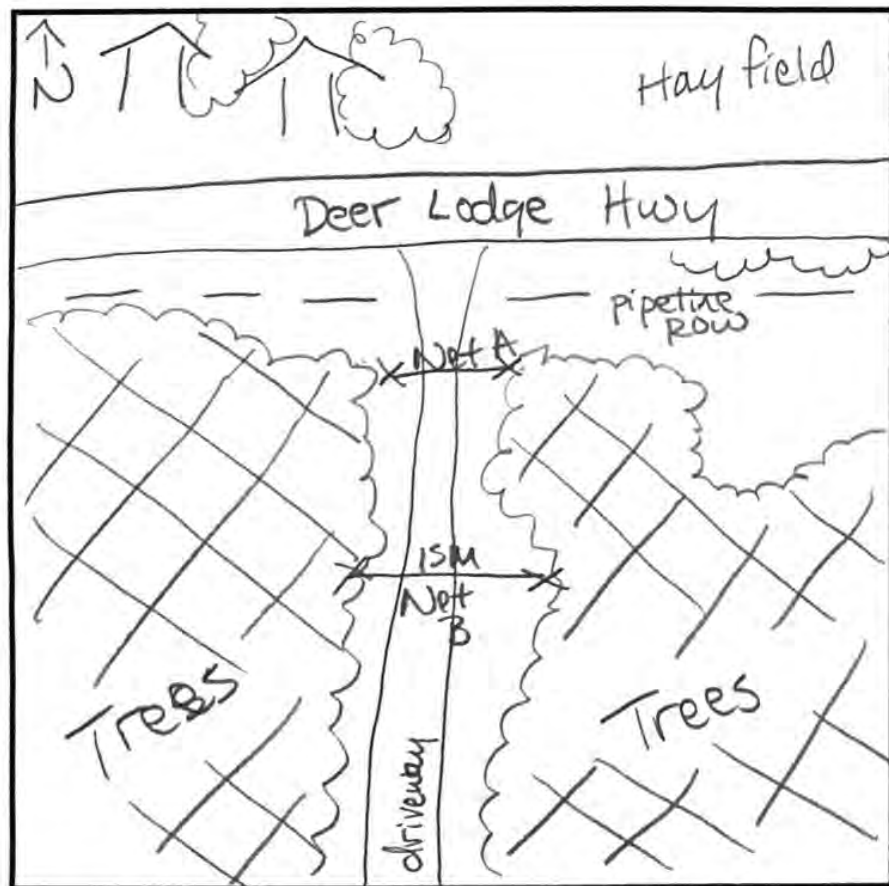 N
Hay field
Deer Lodge Hwy
pipeline
ROW
Net A
15M
Net
B
Trees
Trees
driveway